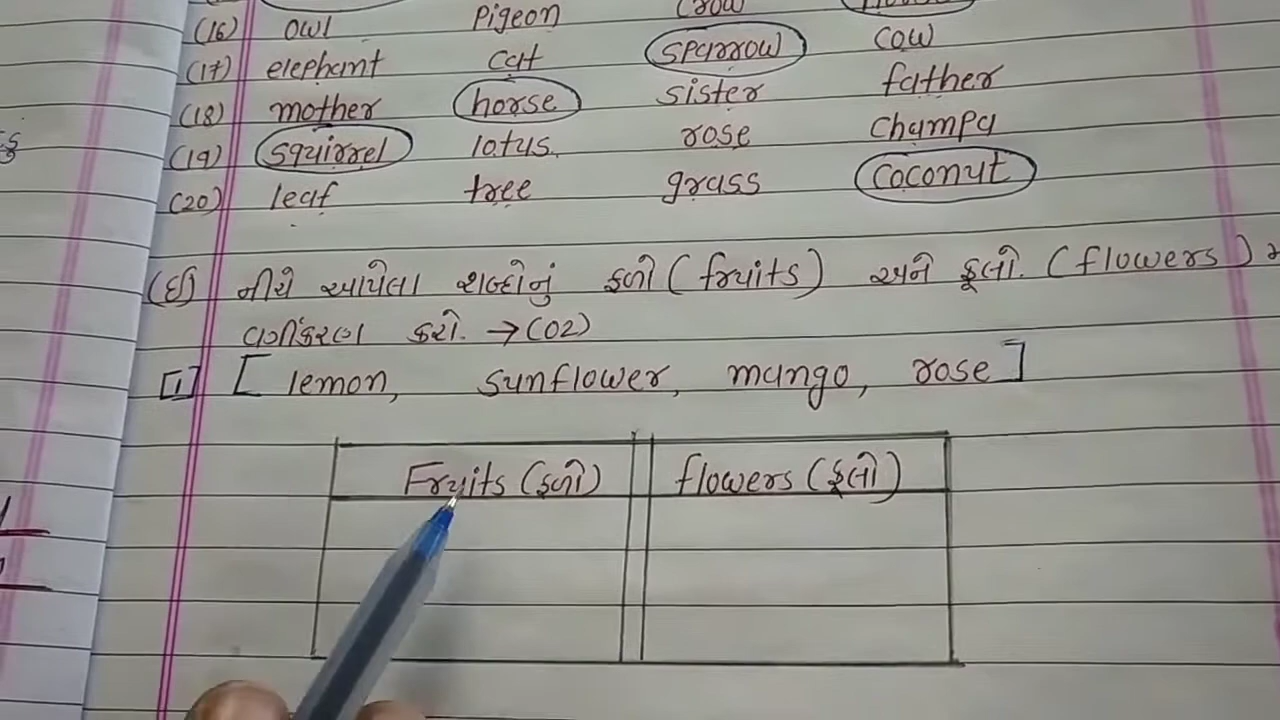 (16) owl pigeon crow
(17) elephant cat sparrow cow
(18) mother horse sister father
(19) squirrel lotus. rose champa
(20) leaf tree grass coconut
(ઈ) નીચે આપેલા શબ્દોનું ફળો (fruits) અને ફૂલો. (flowers)
વર્ગીકરણ કરો. → (02)
[1] [ lemon, sunflower, mango, rose ]
Fruits (ફળો) flowers (ફૂલો)